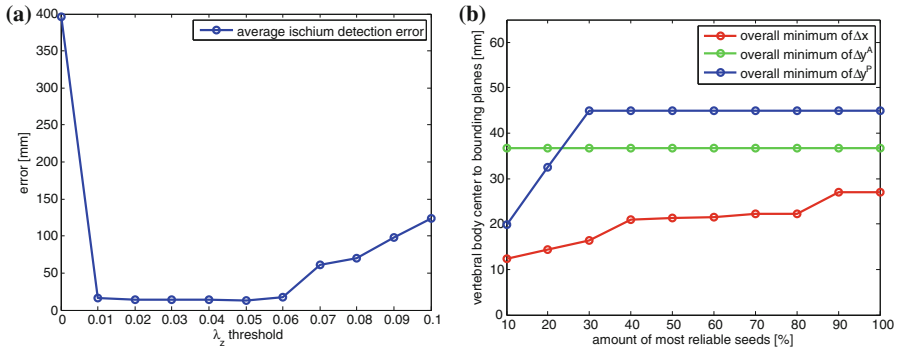 (a)
400
350
300
250
200
150
100
50
0
error [mm]
average ischium detection error
0 0.01 0.02 0.03 0.04 0.05 0.06 0.07 0.08 0.09 0.1
λz threshold
(b)
60
50
40
30
20
10
0
vertebral body center to bounding planes [mm]
overall minimum of Δx
overall minimum of Δyᴬ
overall minimum of Δyᴾ
10 20 30 40 50 60 70 80 90 100
amount of most reliable seeds [%]